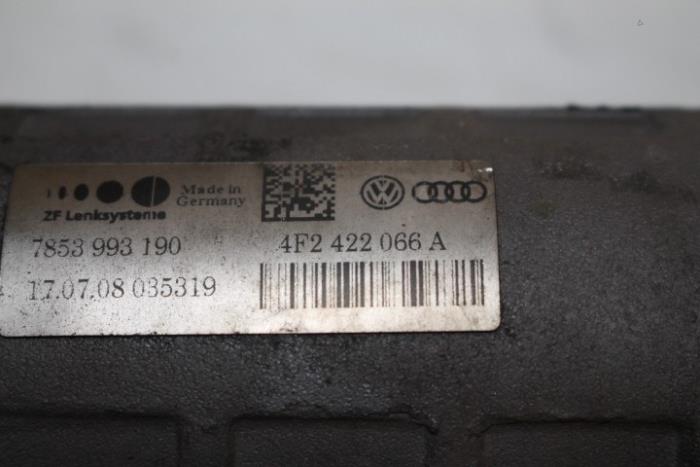 Made in
Germany
ZF Lenksysteme
7853 993 190
4F2 422 066 A
17.07.08 035319